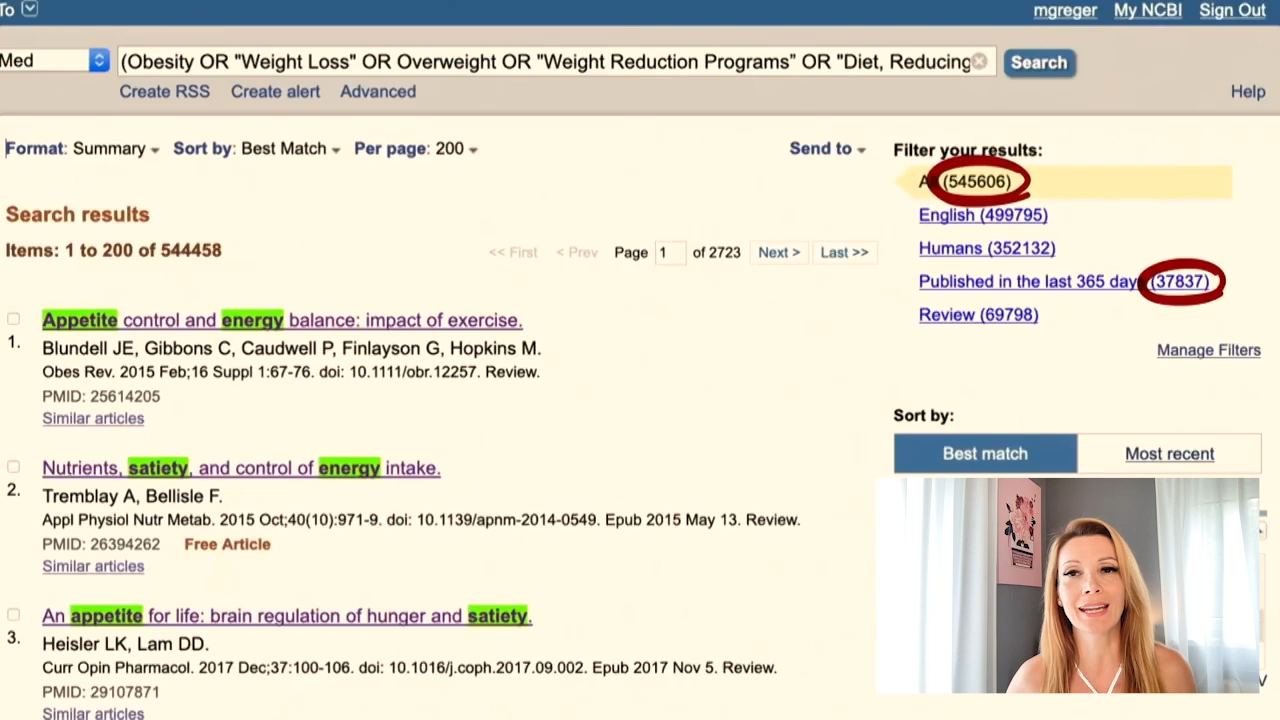 To
mgreger My NCBI Sign Out
Med (Obesity OR "Weight Loss" OR Overweight OR "Weight Reduction Programs" OR "Diet, Reducing Search
Create RSS Create alert Advanced Help
Format: Summary Sort by: Best Match Per page: 200 Send to
Filter your results:
(545606)
English (499795)
Humans (352132)
Published in the last 365 days (37837)
Review (69798)
Manage Filters
Search results
Items: 1 to 200 of 544458
<< First < Prev Page 1 of 2723 Next > Last >>
1. Appetite control and energy balance: impact of exercise.
Blundell JE, Gibbons C, Caudwell P, Finlayson G, Hopkins M.
Obes Rev. 2015 Feb;16 Suppl 1:67-76. doi: 10.1111/obr.12257. Review.
PMID: 25614205
Similar articles
Sort by:
Best match Most recent
2. Nutrients, satiety, and control of energy intake.
Tremblay A, Bellisle F.
Appl Physiol Nutr Metab. 2015 Oct;40(10):971-9. doi: 10.1139/apnm-2014-0549. Epub 2015 May 13. Review.
PMID: 26394262 Free Article
Similar articles
3. An appetite for life: brain regulation of hunger and satiety.
Heisler LK, Lam DD.
Curr Opin Pharmacol. 2017 Dec;37:100-106. doi: 10.1016/j.coph.2017.09.002. Epub 2017 Nov 5. Review.
PMID: 29107871
Similar articles